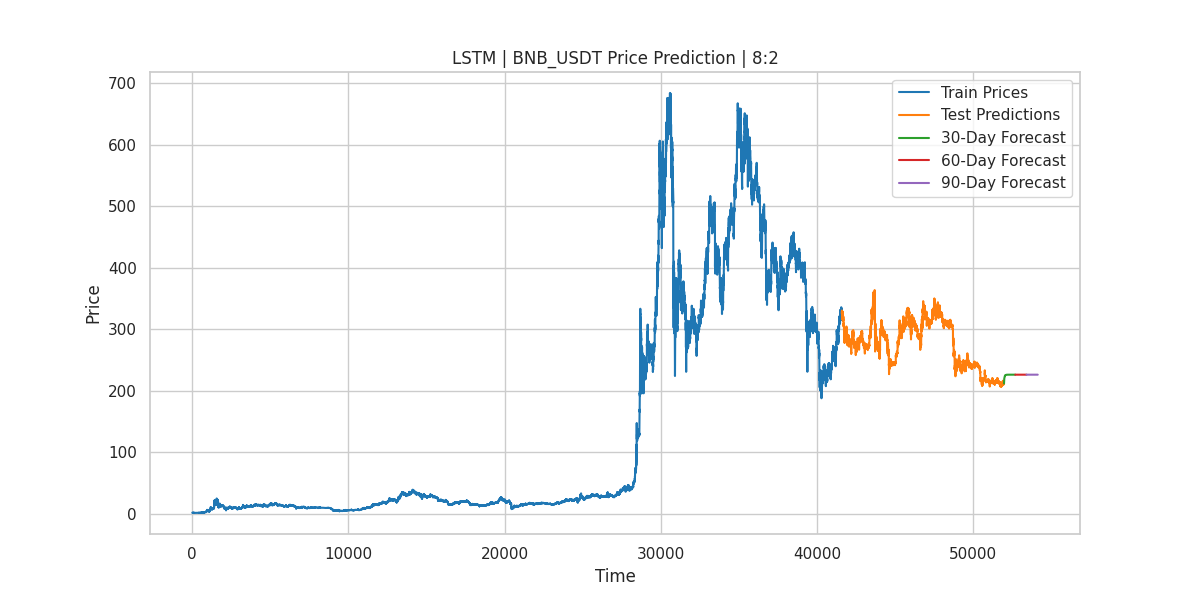 LSTM | BNB_USDT Price Prediction | 8:2
700
600
500
400
300
200
100
0
Price
Train Prices
Test Predictions
30-Day Forecast
60-Day Forecast
90-Day Forecast
0 10000 20000 30000 40000 50000
Time